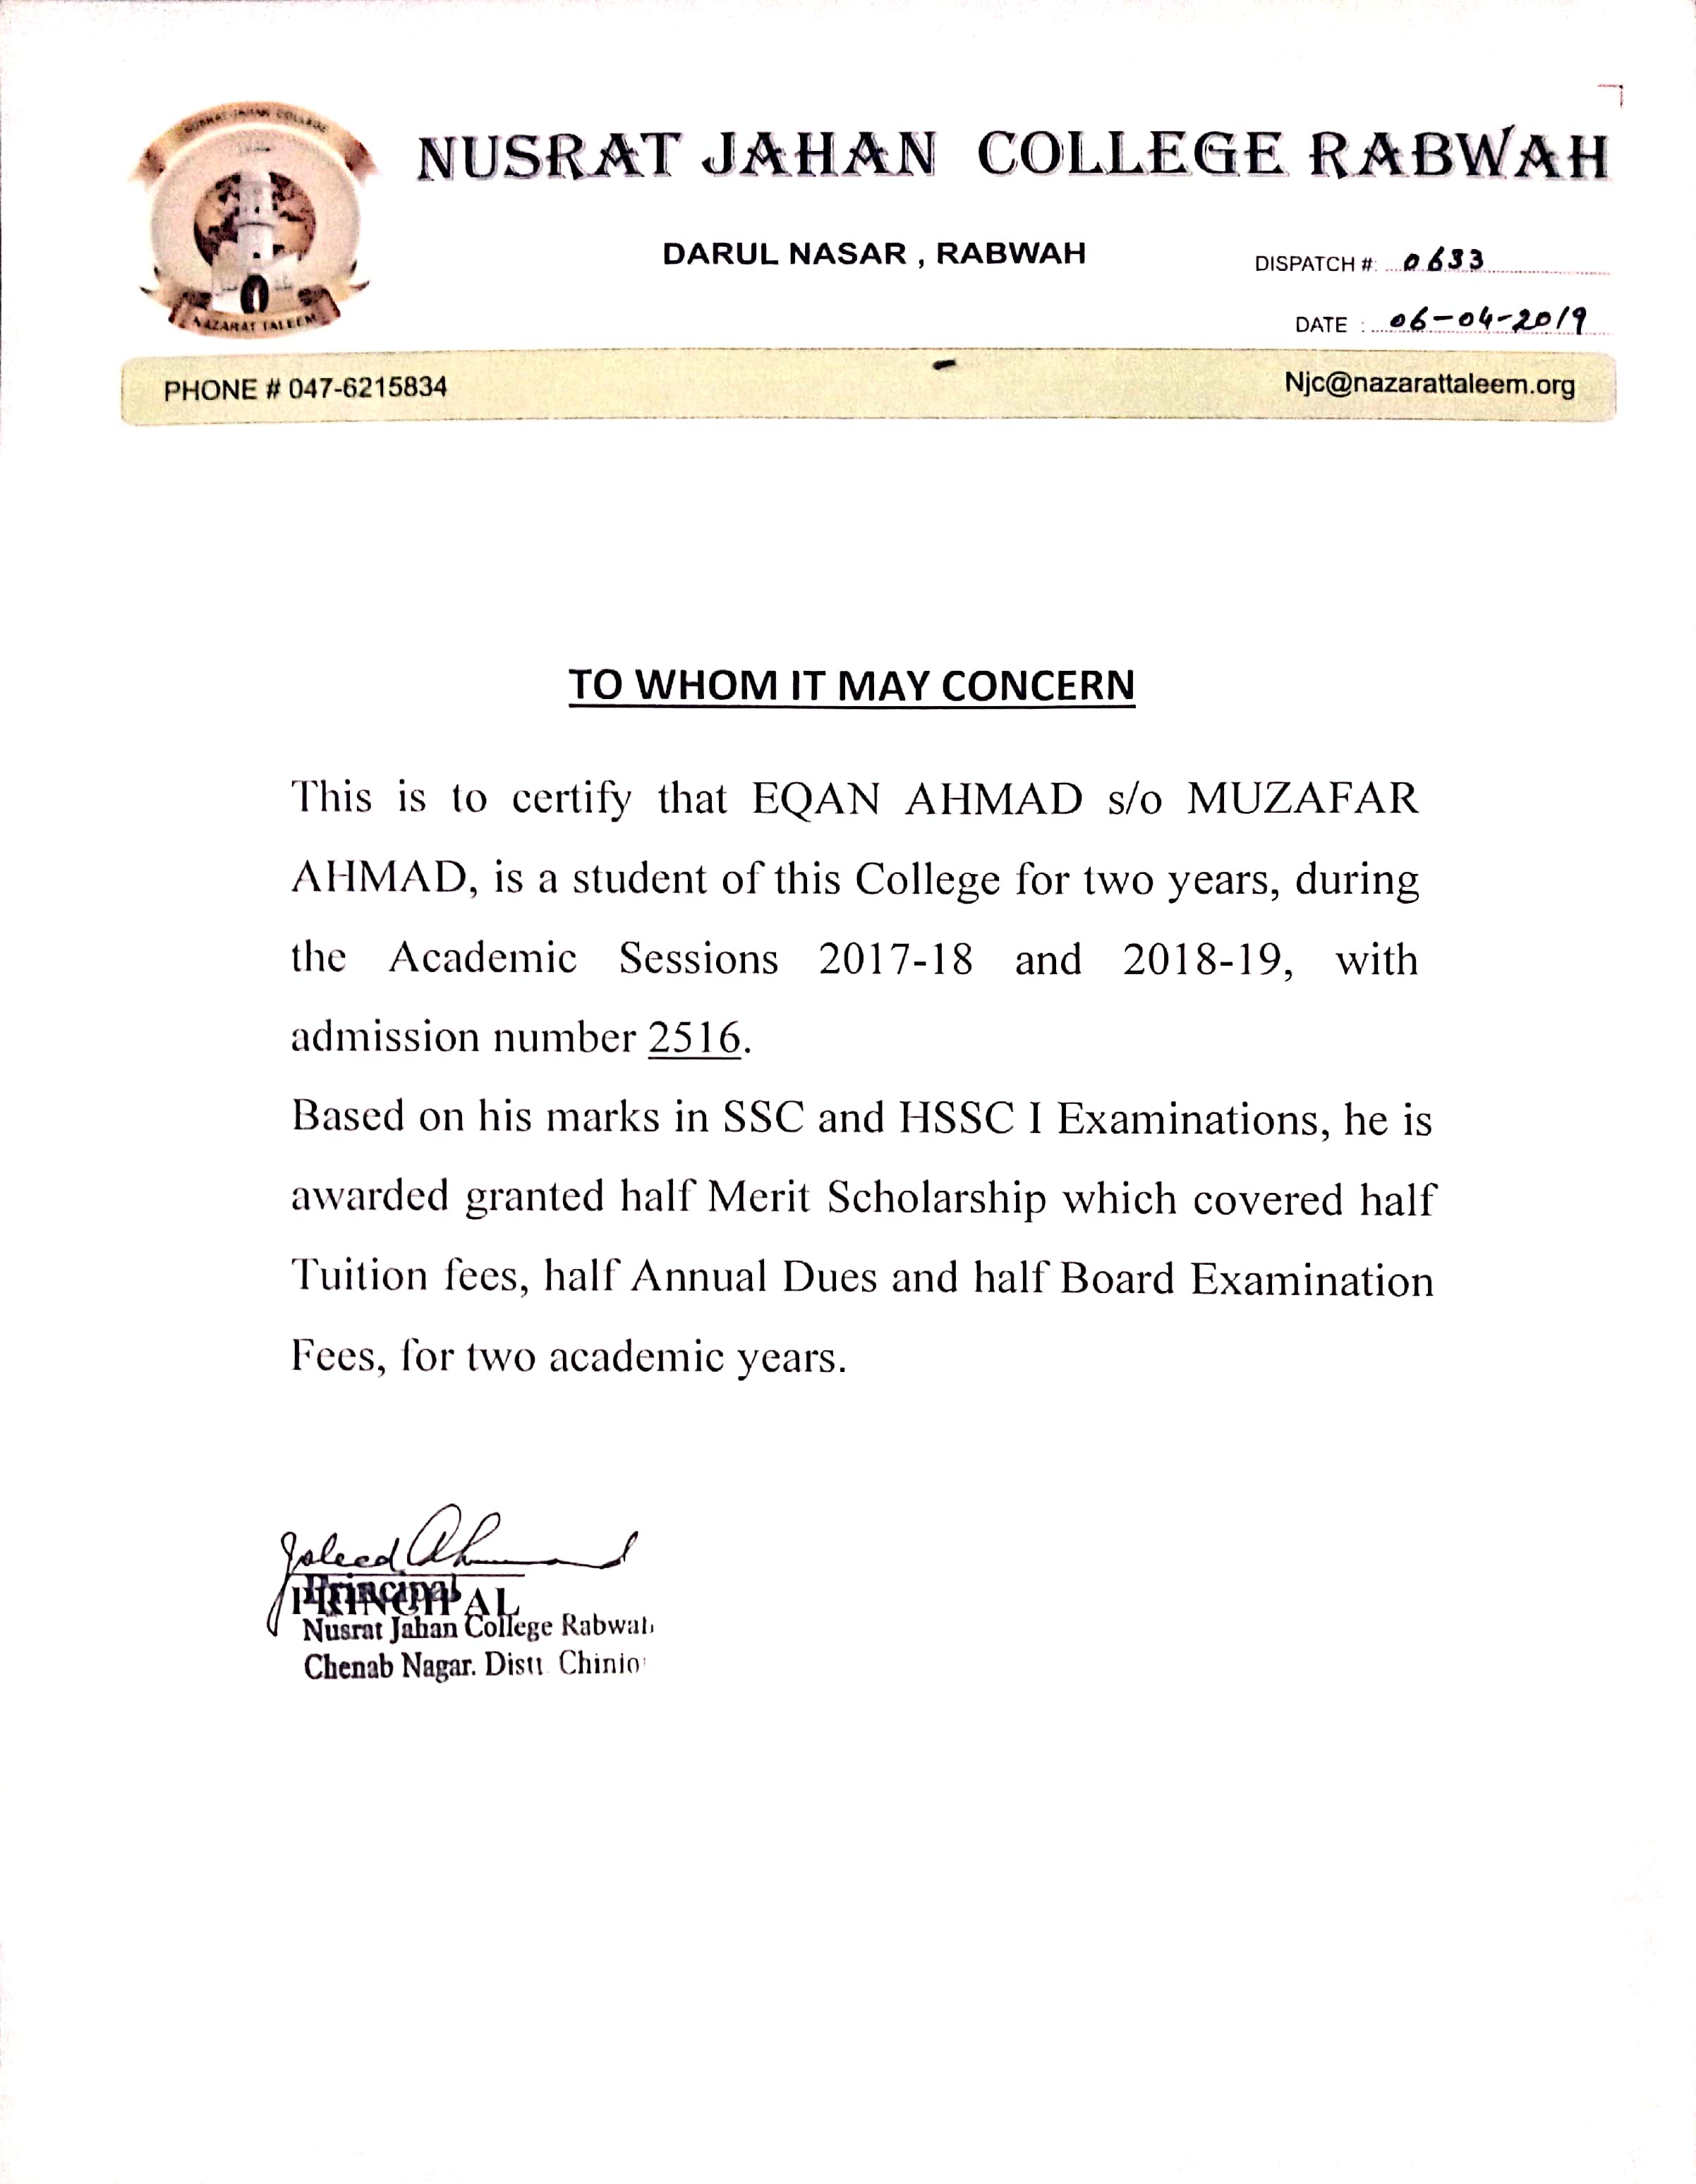 NUSRAT JAHAN COLLEGE
NAZARAT TALEEM
NUSRAT JAHAN COLLEGE RABWAH
DARUL NASAR , RABWAH
DISPATCH #: 0633
DATE : 06-04-2019
PHONE # 047-6215834
Njc@nazarattaleem.org
TO WHOM IT MAY CONCERN
This is to certify that EQAN AHMAD s/o MUZAFAR
AHMAD, is a student of this College for two years, during
the Academic Sessions 2017-18 and 2018-19, with
admission number 2516.
Based on his marks in SSC and HSSC I Examinations, he is
awarded granted half Merit Scholarship which covered half
Tuition fees, half Annual Dues and half Board Examination
Fees, for two academic years.
Ahmad
Principal
PRINCIPAL
Nusrat Jahan College Rabwah
Chenab Nagar. Distt. Chinio